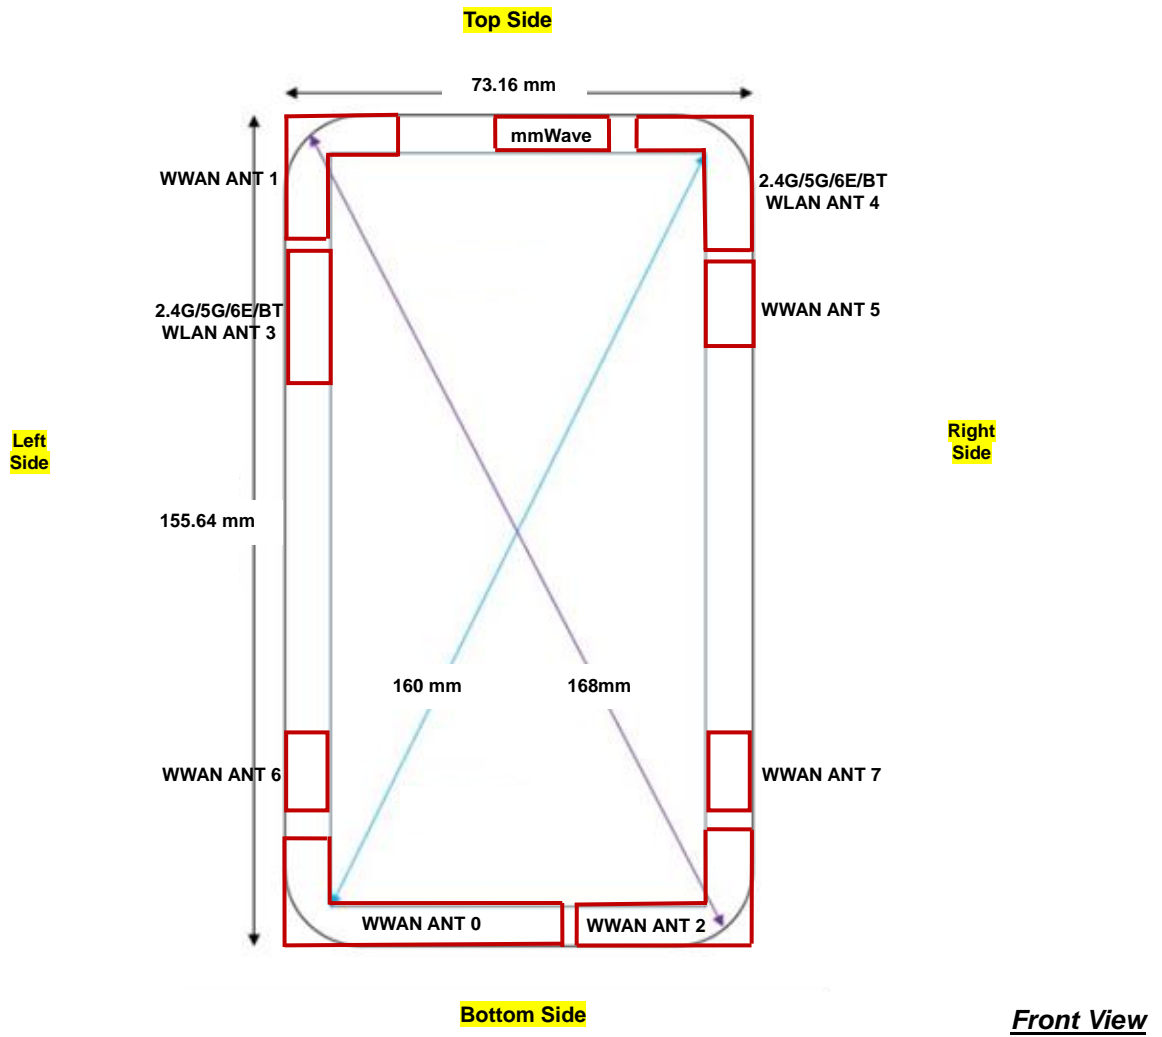 Top Side
73.16 mm
mmWave
WWAN ANT 1
2.4G/5G/6E/BT
WLAN ANT 4
2.4G/5G/6E/BT
WLAN ANT 3
WWAN ANT 5
Left
Side
Right
Side
155.64 mm
160 mm
168mm
WWAN ANT 6
WWAN ANT 7
WWAN ANT 0
WWAN ANT 2
Bottom Side
Front View